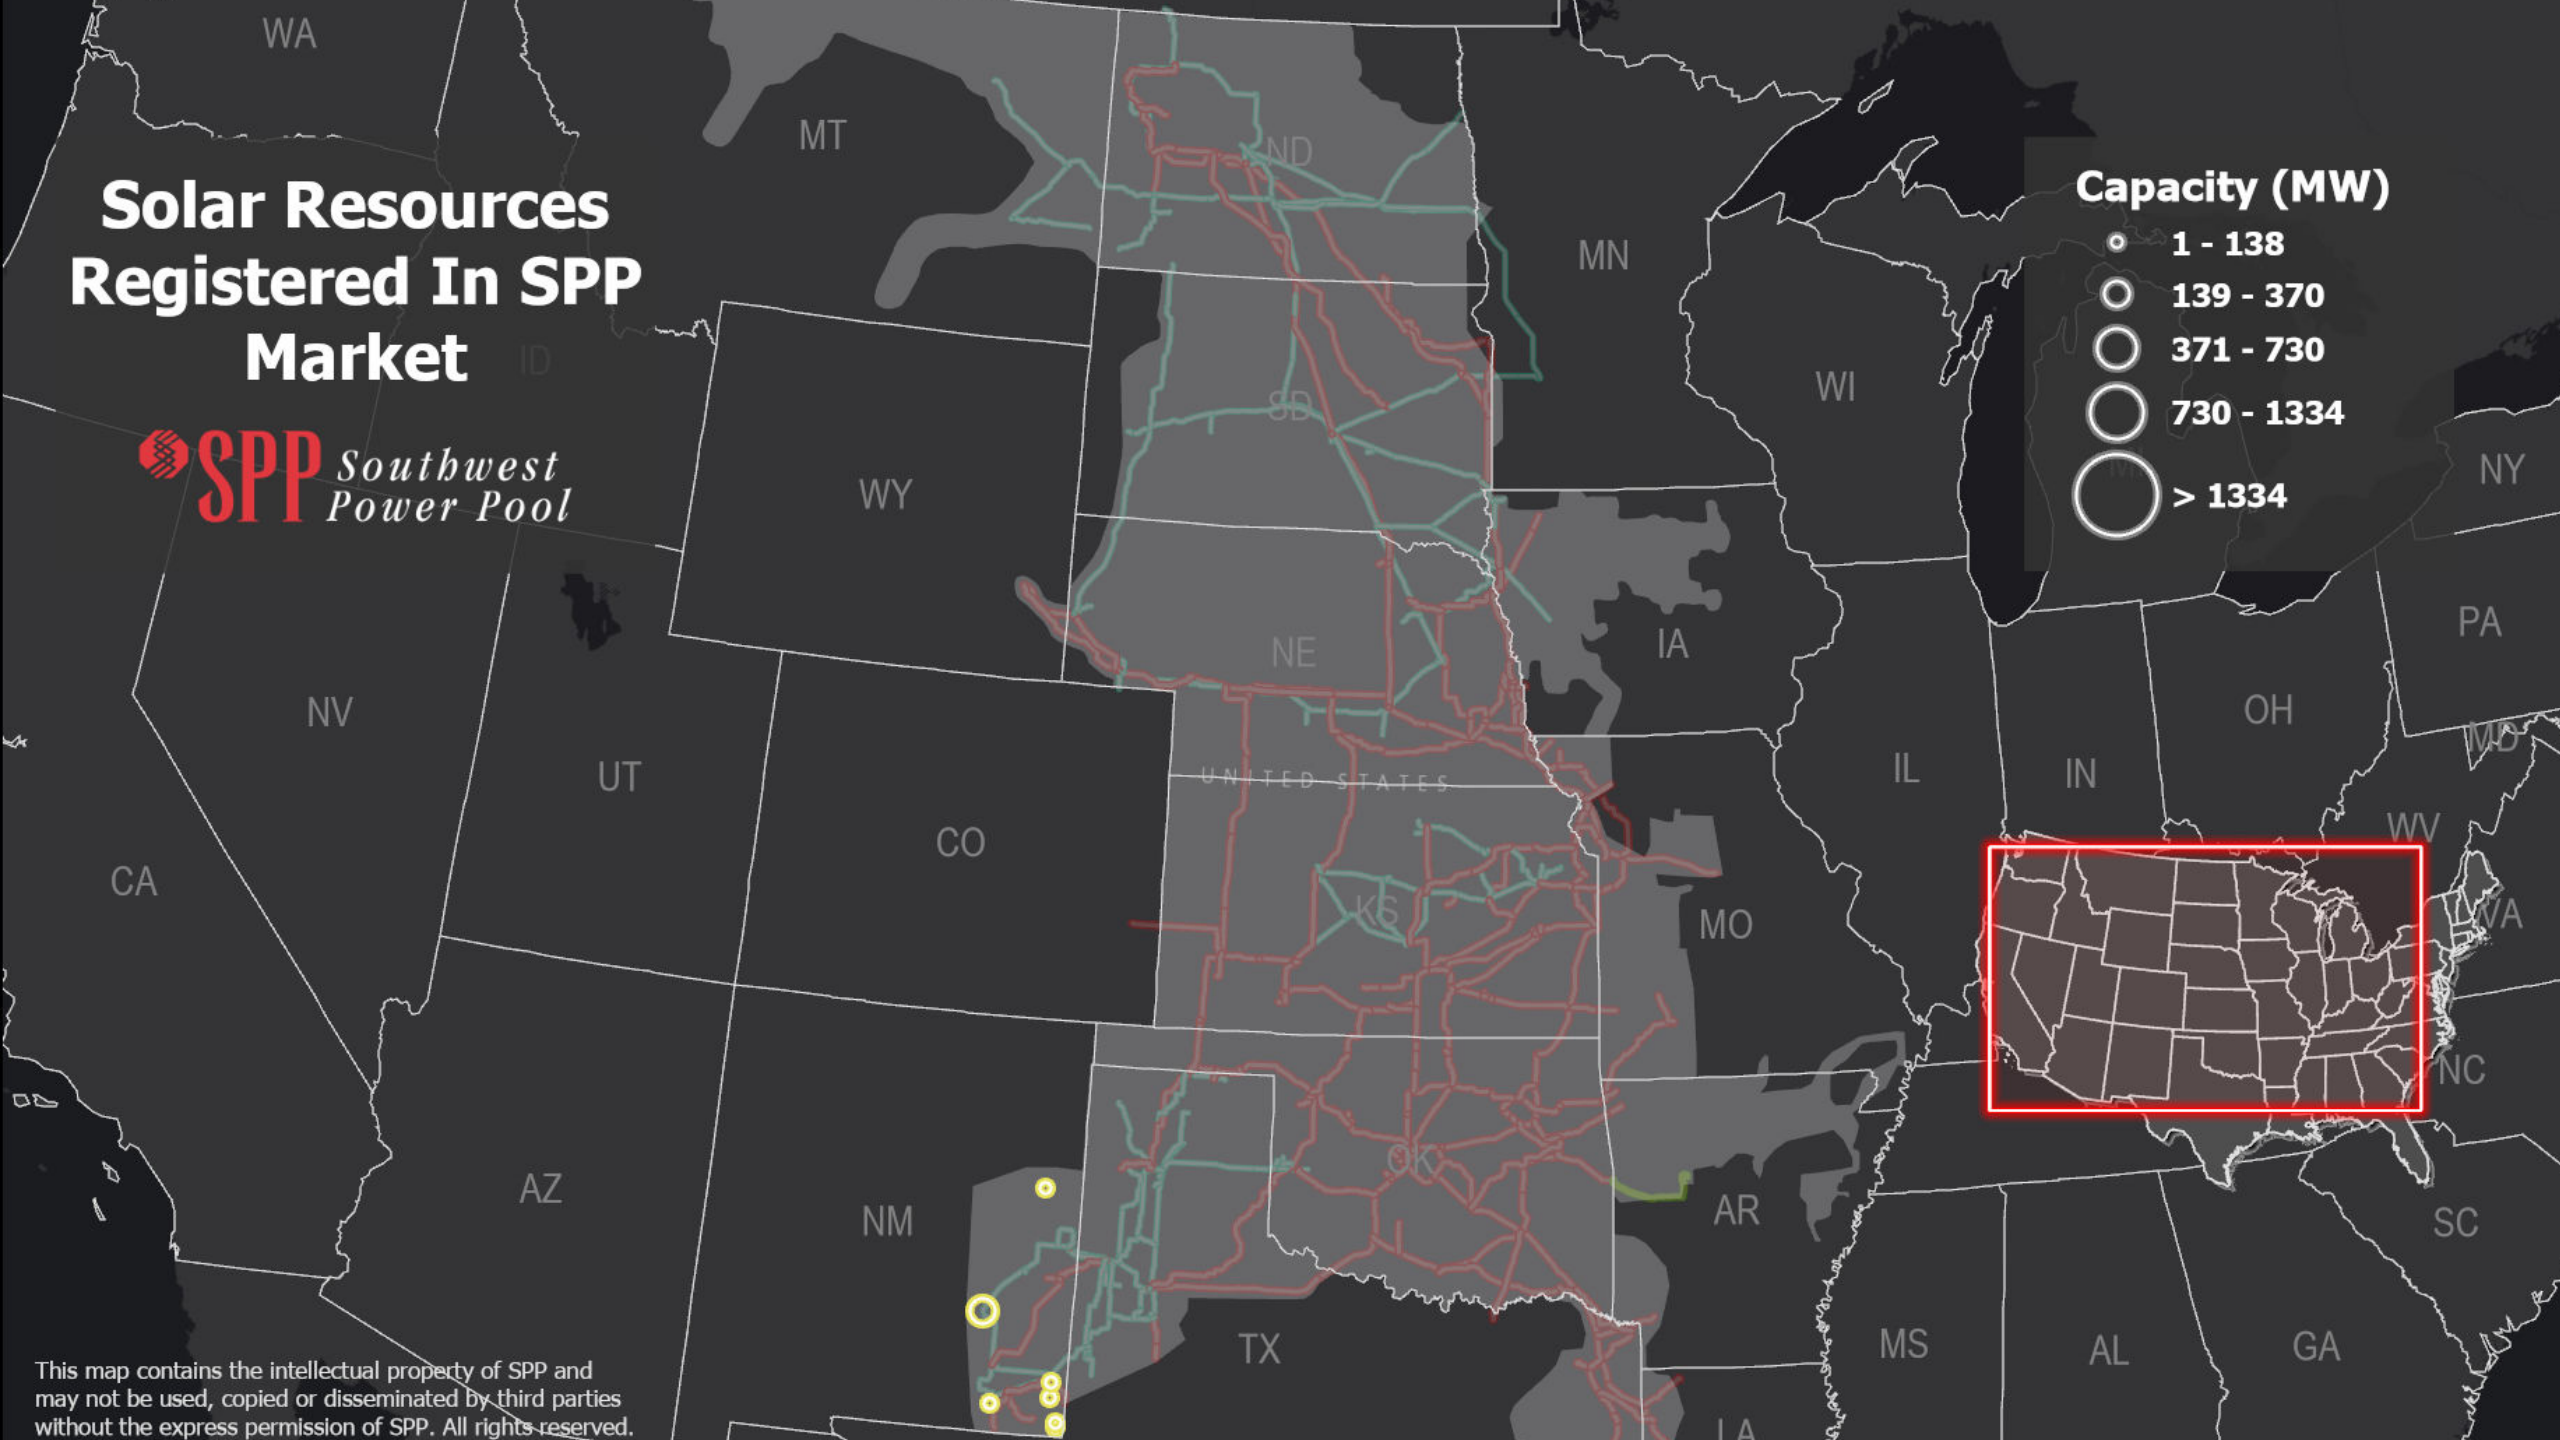 Solar Resources
Registered In SPP
Market
SPP Southwest
Power Pool
Capacity (MW)
1 - 138
139 - 370
371 - 730
730 - 1334
> 1334
WA
MT
ND
MN
ID
SD
WI
MI
NY
WY
NE
IA
PA
NV
UT
UNITED STATES
IL
IN
OH
MD
WV
CA
CO
KS
MO
VA
AZ
NM
OK
AR
NC
SC
TX
MS
AL
GA
LA
This map contains the intellectual property of SPP and
may not be used, copied or disseminated by third parties
without the express permission of SPP. All rights reserved.